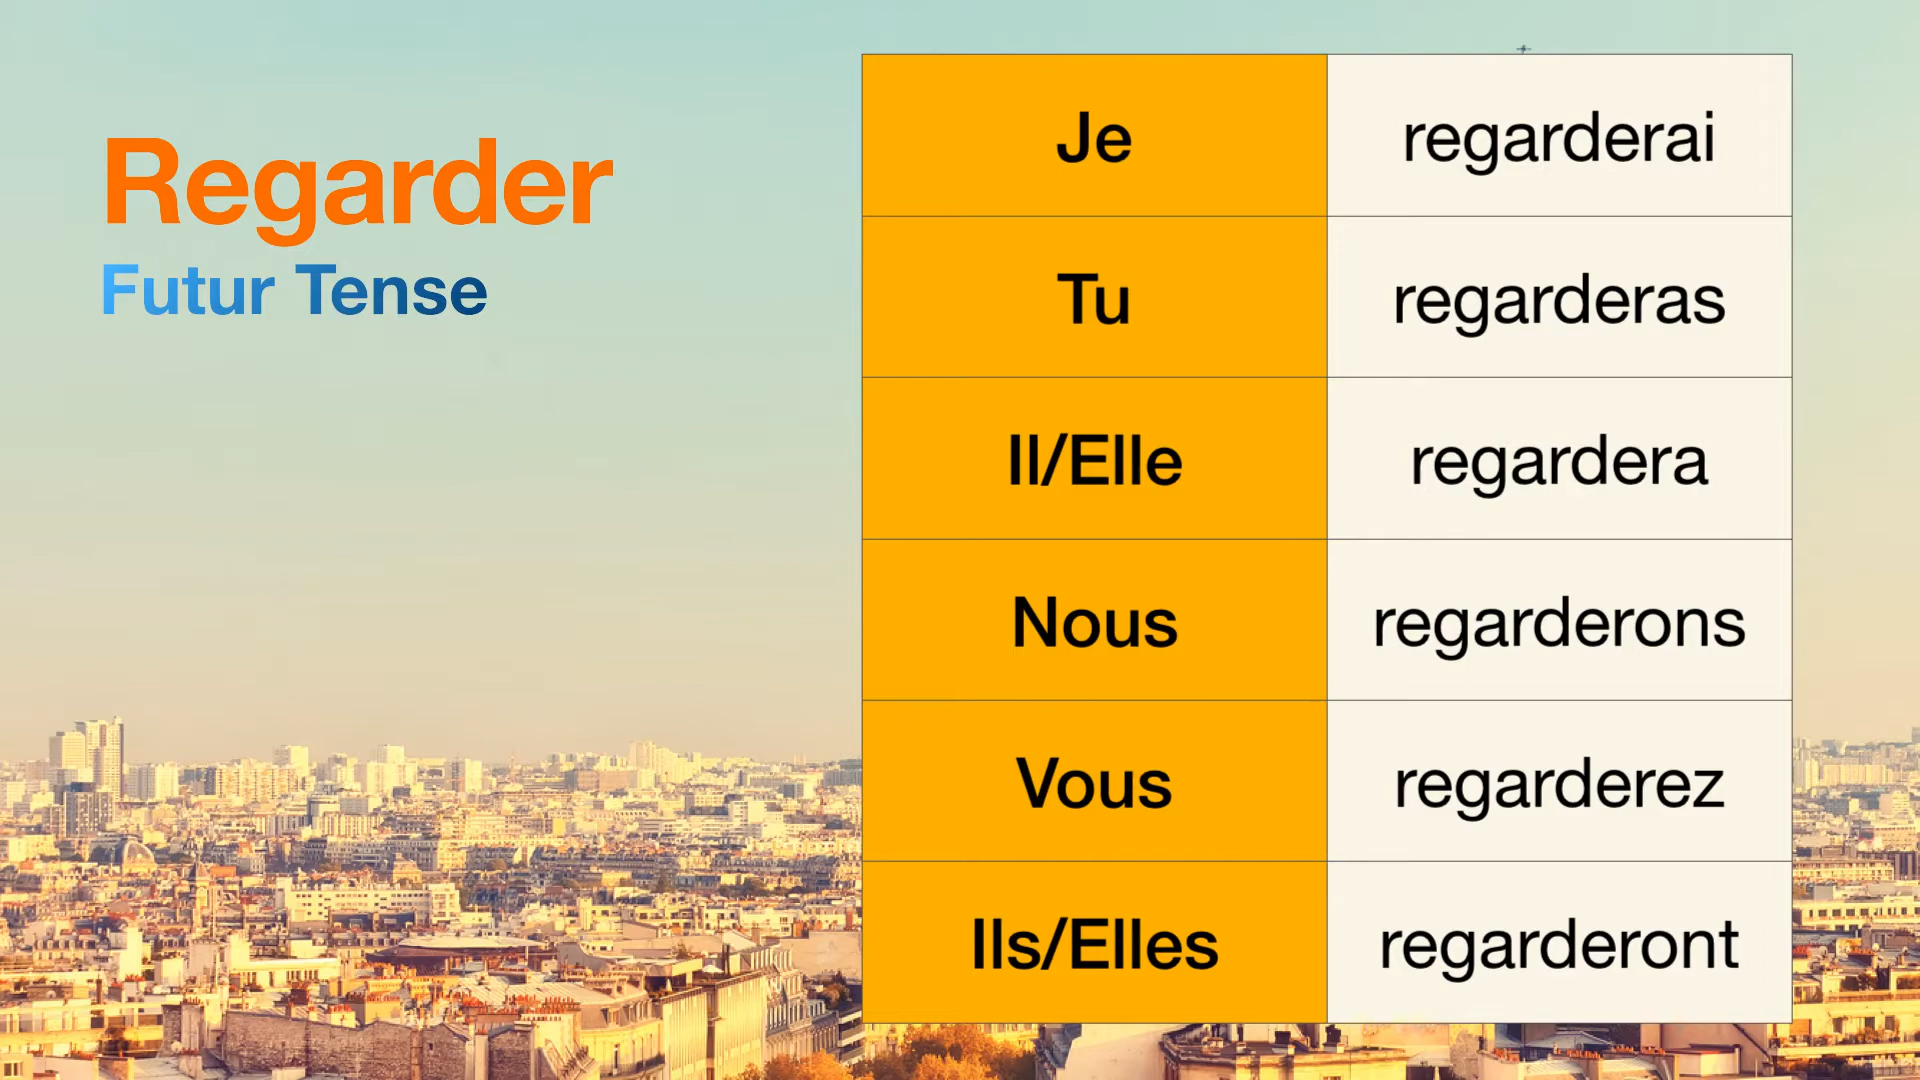 Regarder
Futur Tense
Je regarderai
Tu regarderas
Il/Elle regardera
Nous regarderons
Vous regarderez
Ils/Elles regarderont